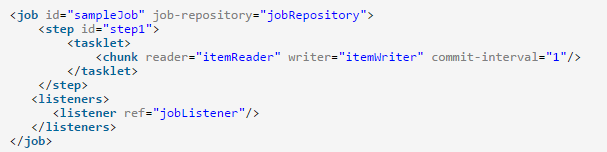 <job id="sampleJob" job-repository="jobRepository">
    <step id="step1">
        <tasklet>
            <chunk reader="itemReader" writer="itemWriter" commit-interval="1"/>
        </tasklet>
    </step>
   <listeners>
      <listener ref="jobListener"/>
   </listeners>
</job>